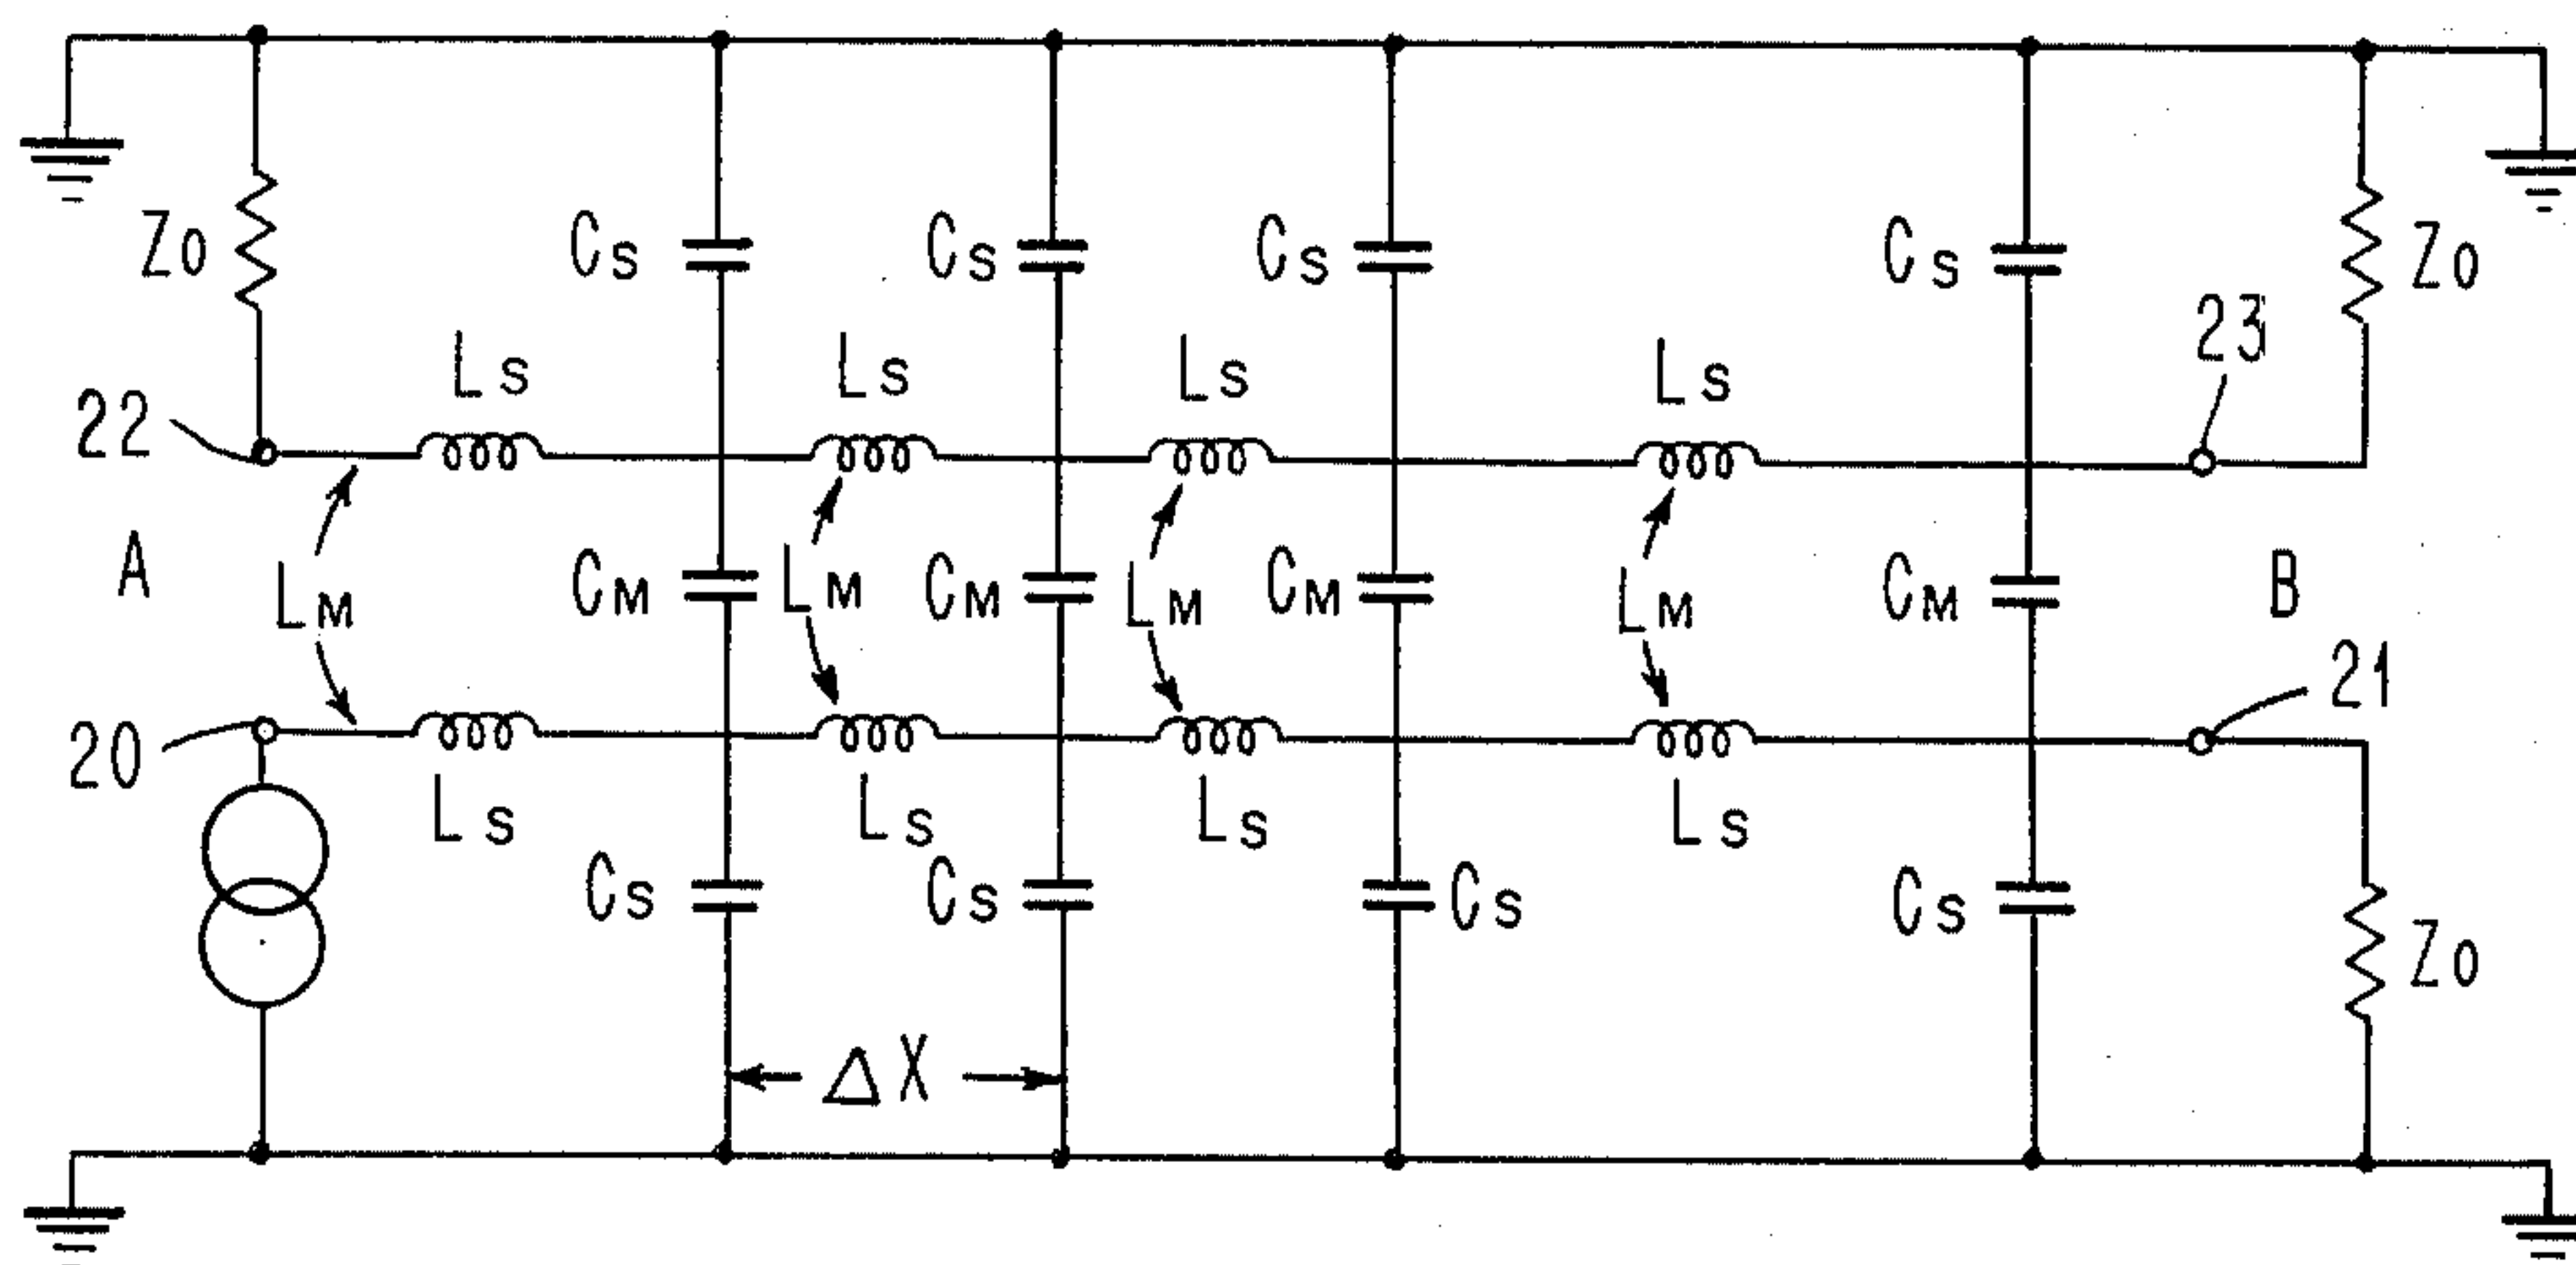 Zo Cs Cs Cs Cs Zo
23
Ls Ls Ls Ls
22
A LM CM LM CM LM CM LM CM B
21
20
Ls Ls Ls Ls
Cs Cs Cs Cs Zo
ΔX